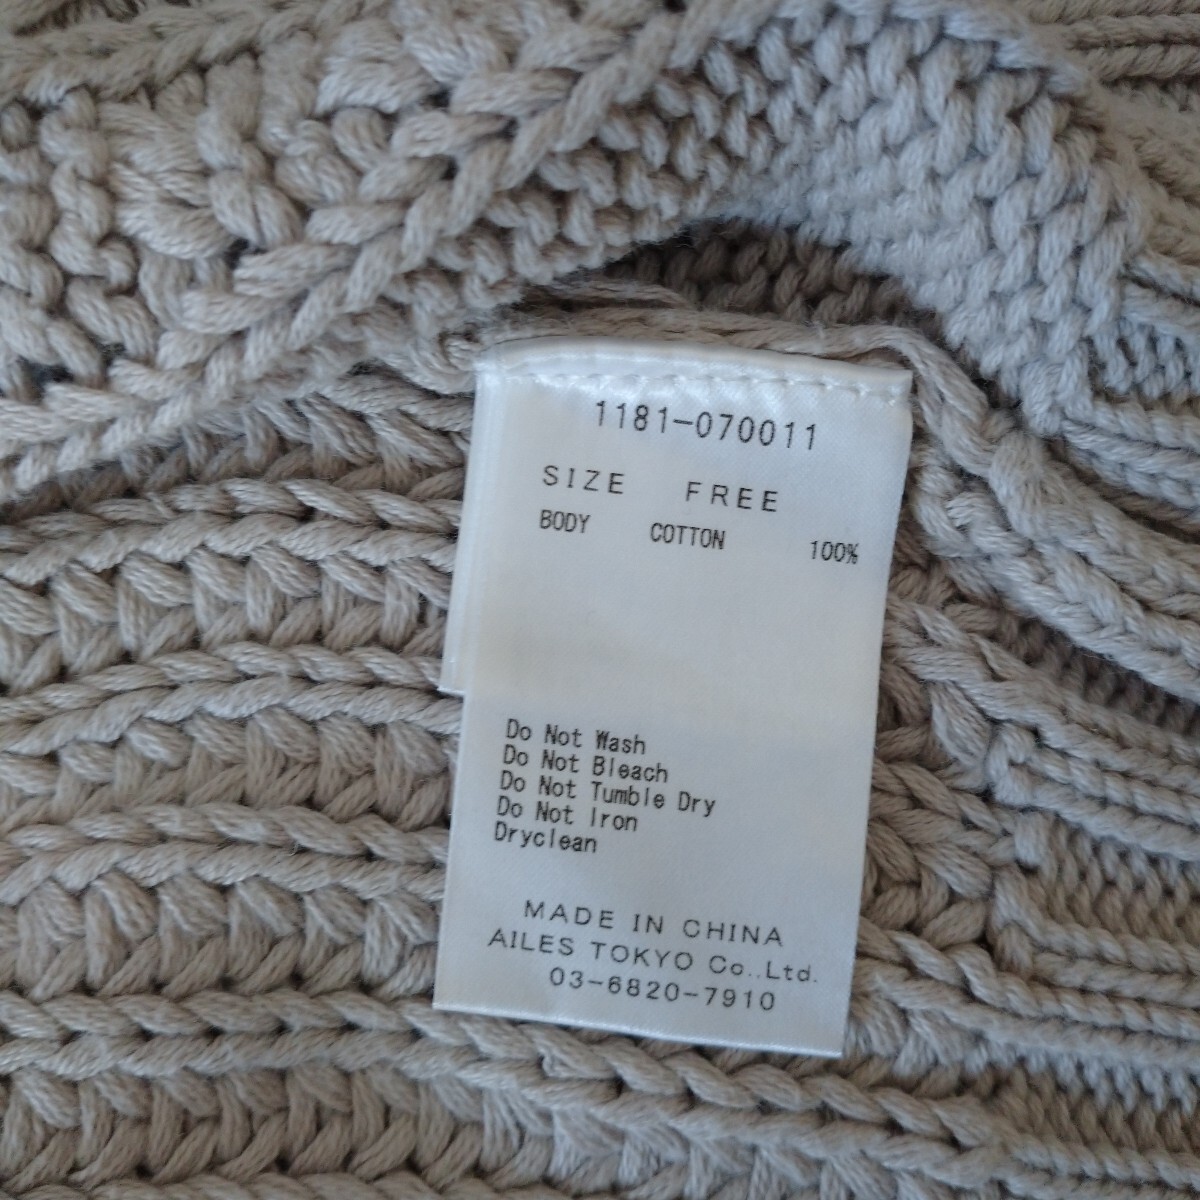 1181-070011
SIZE FREE
BODY COTTON 100%
Do Not Wash
Do Not Bleach
Do Not Tumble Dry
Do Not Iron
Dryclean
MADE IN CHINA
AILES TOKYO Co.,Ltd.
03-6820-7910